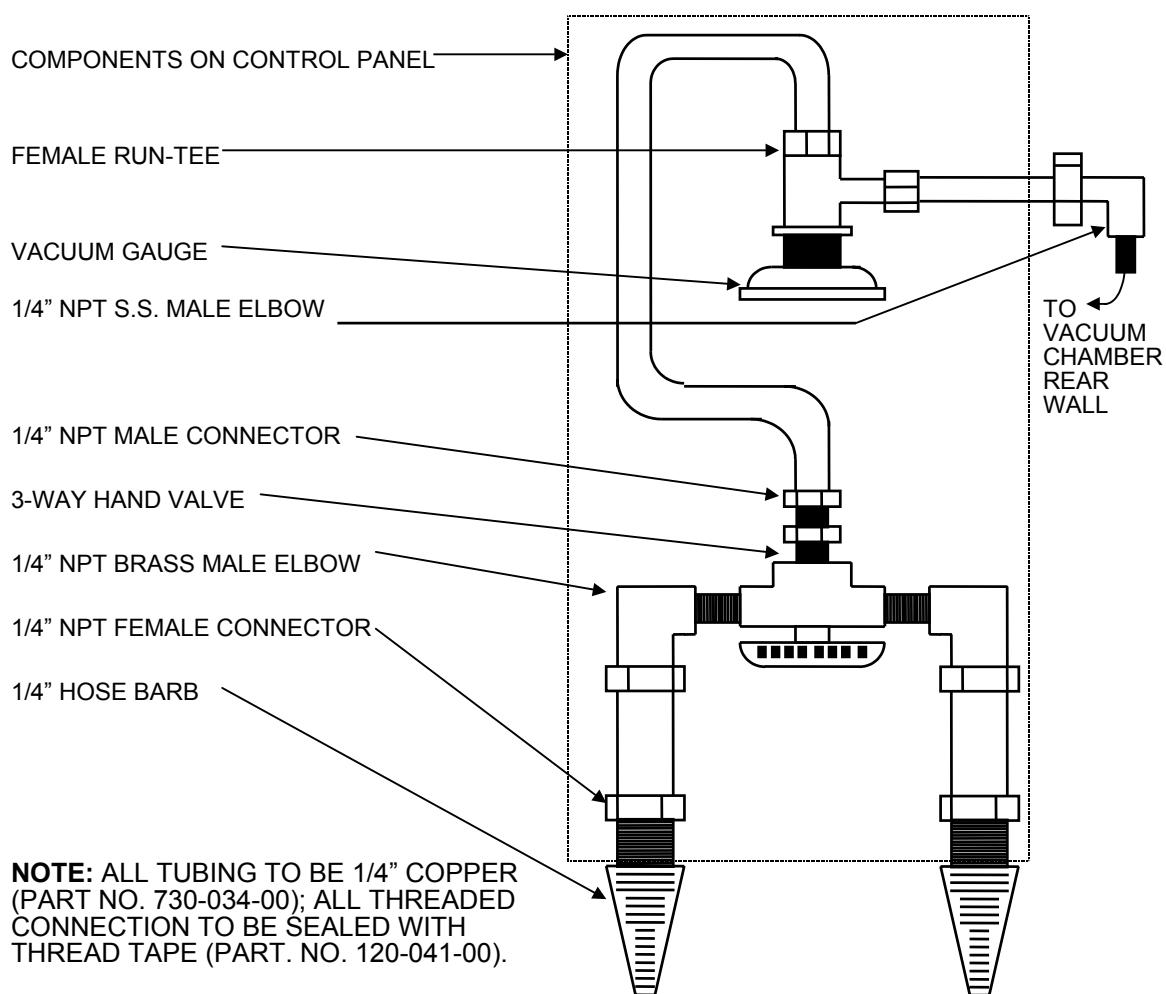 COMPONENTS ON CONTROL PANEL
FEMALE RUN-TEE
VACUUM GAUGE
1/4” NPT S.S. MALE ELBOW
TO
VACUUM
CHAMBER
REAR
WALL
1/4” NPT MALE CONNECTOR
3-WAY HAND VALVE
1/4” NPT BRASS MALE ELBOW
1/4” NPT FEMALE CONNECTOR
1/4” HOSE BARB
NOTE: ALL TUBING TO BE 1/4” COPPER
(PART NO. 730-034-00); ALL THREADED
CONNECTION TO BE SEALED WITH
THREAD TAPE (PART. NO. 120-041-00).